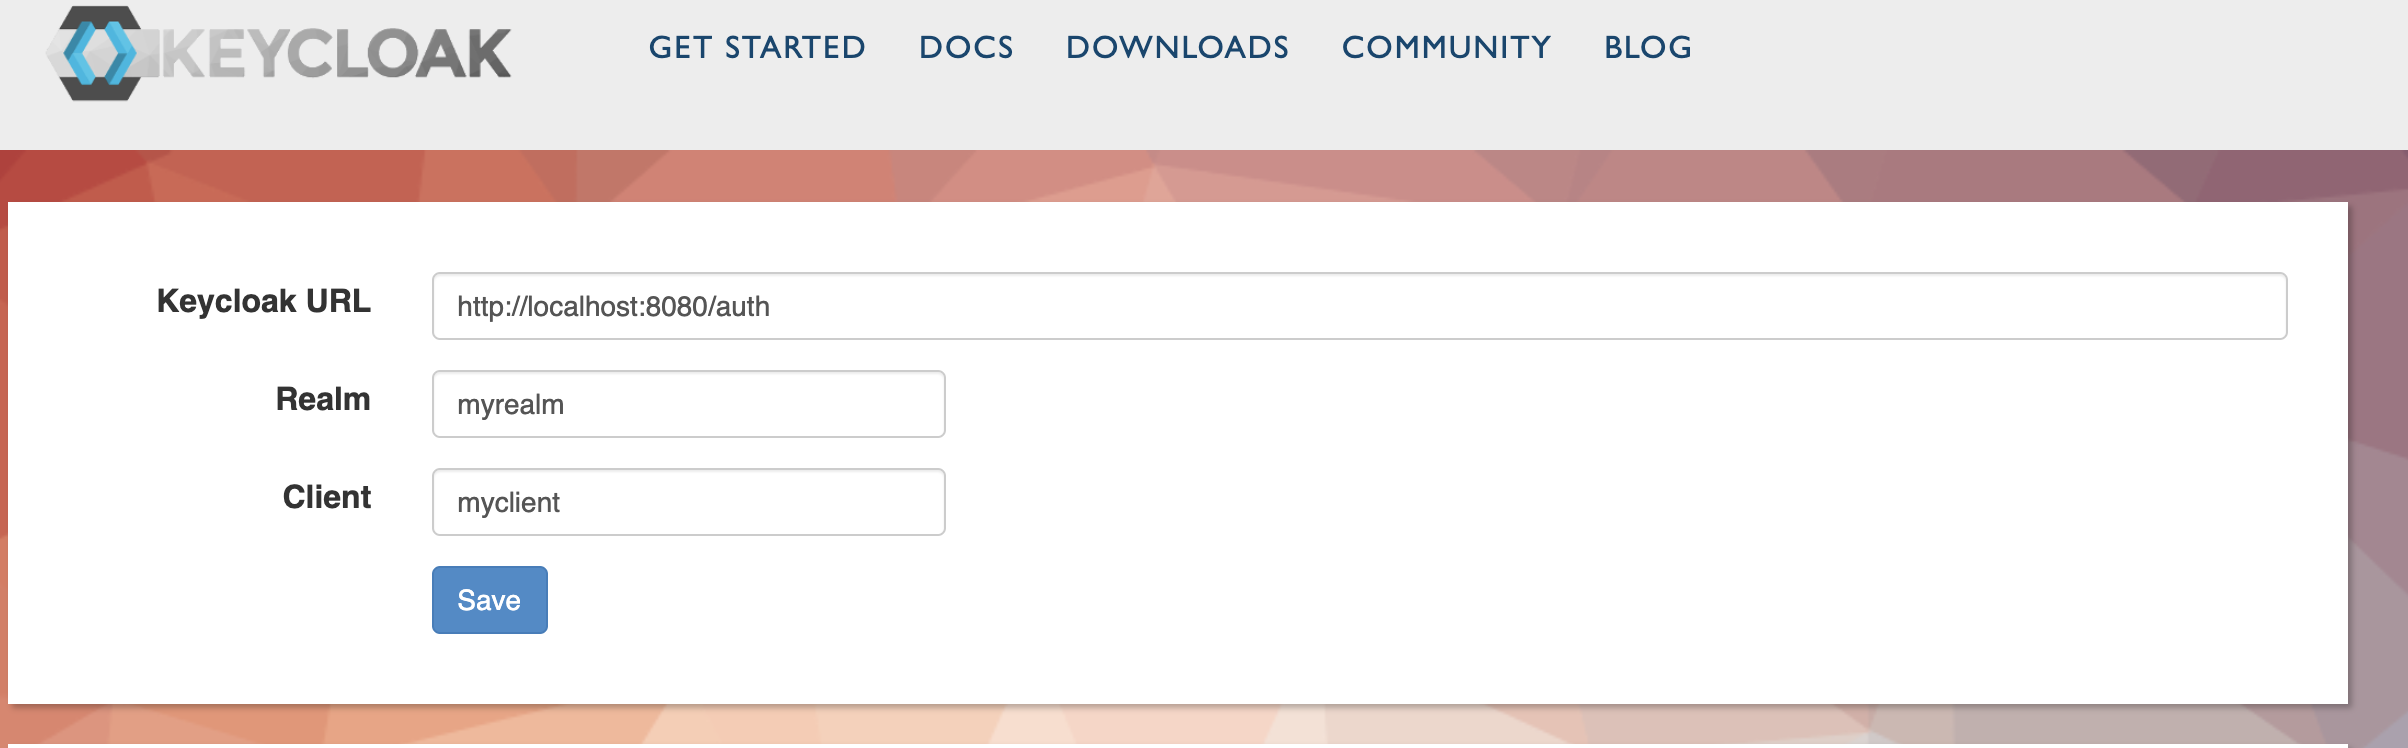 KEYCLOAK GET STARTED DOCS DOWNLOADS COMMUNITY BLOG
Keycloak URL http://localhost:8080/auth
Realm myrealm
Client myclient
Save